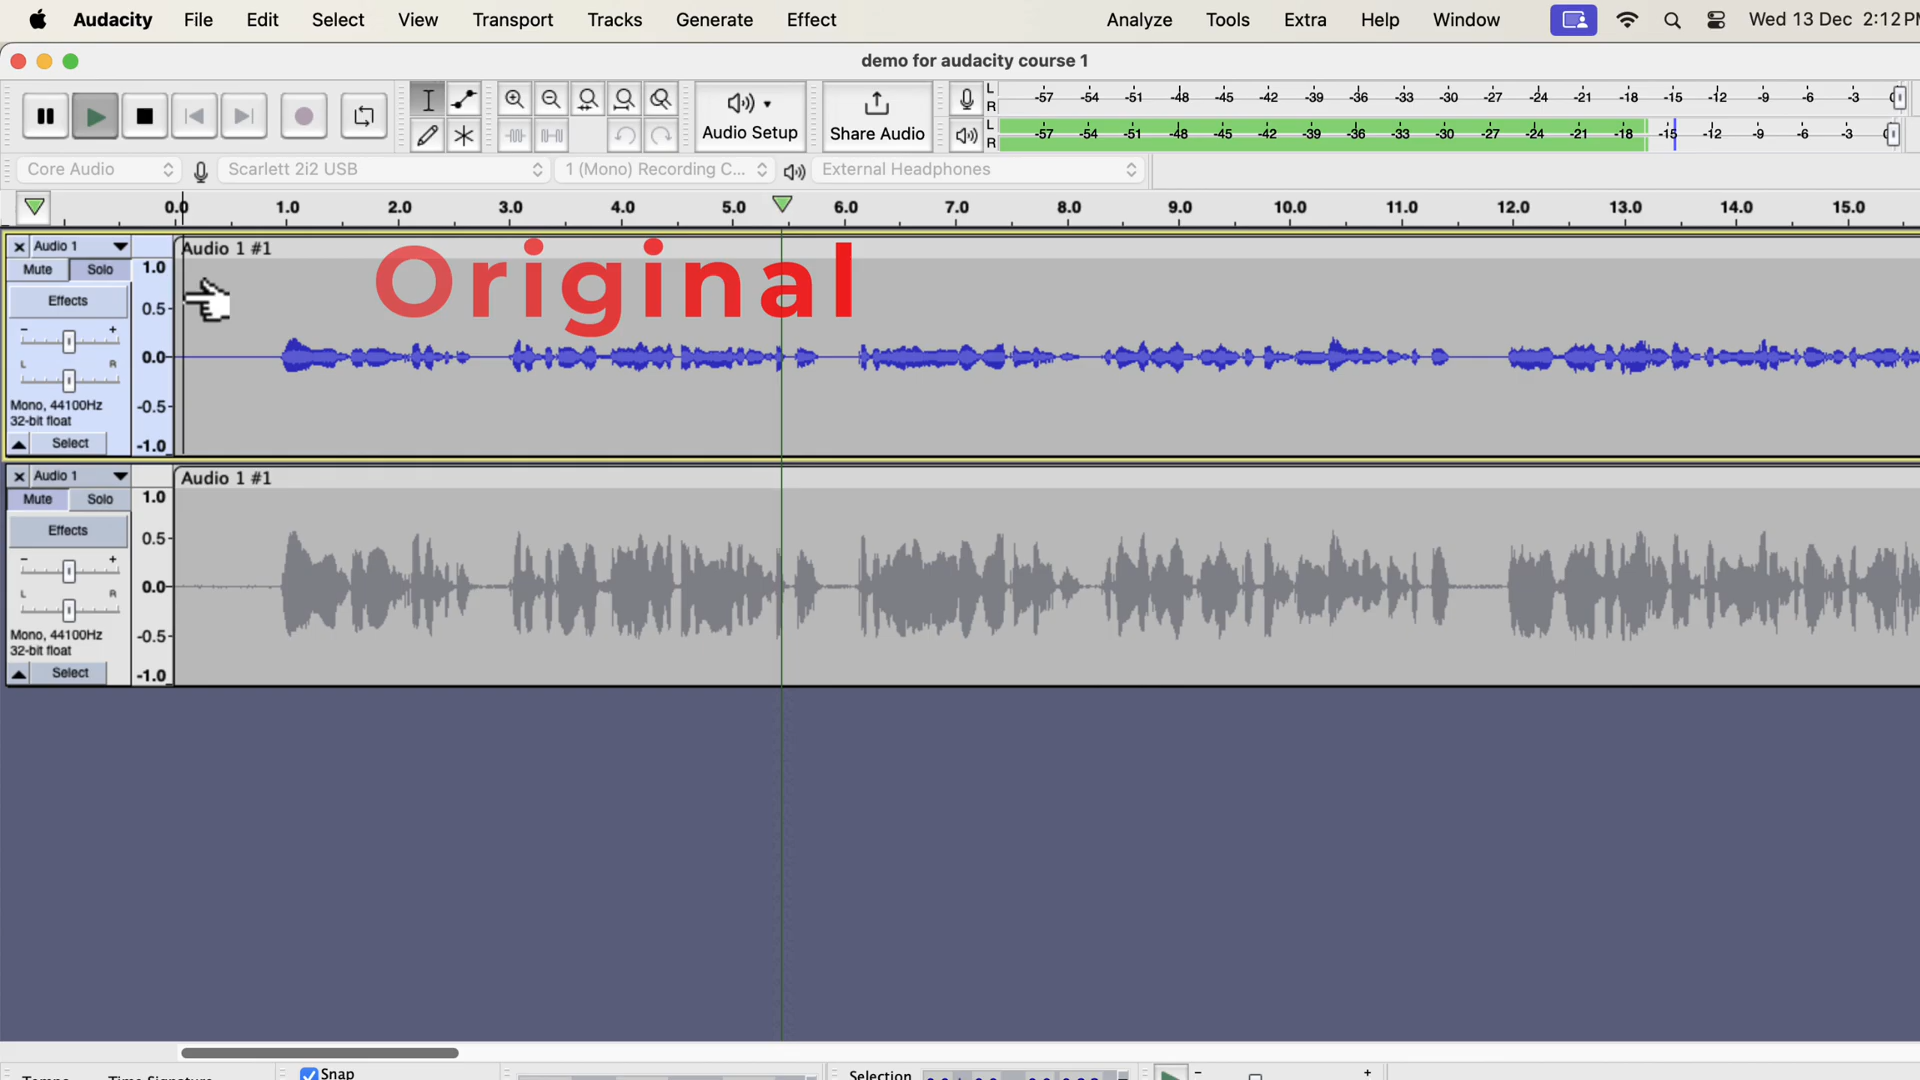 Audacity File Edit Select View Transport Tracks Generate Effect Analyze Tools Extra Help Window Wed 13 Dec 2:12PM
demo for audacity course 1
L -57 -54 -51 -48 -45 -42 -39 -36 -33 -30 -27 -24 -21 -18 -15 -12 -9 -6 -3
R
Audio Setup Share Audio
L -57 -54 -51 -48 -45 -42 -39 -36 -33 -30 -27 -24 -21 -18 -15 -12 -9 -6 -3
R
Core Audio Scarlett 2i2 USB 1 (Mono) Recording C... External Headphones
0.0 1.0 2.0 3.0 4.0 5.0 6.0 7.0 8.0 9.0 10.0 11.0 12.0 13.0 14.0 15.0
Audio 1 Audio 1 #1
Mute Solo 1.0
Original
Effects 0.5
- +
0.0
L R
Mono, 44100Hz -0.5
32-bit float
Select -1.0
Audio 1 Audio 1 #1
Mute Solo 1.0
Effects 0.5
- +
0.0
L R
Mono, 44100Hz -0.5
32-bit float
Select -1.0
Tempo Time Signature Snap Selection - +